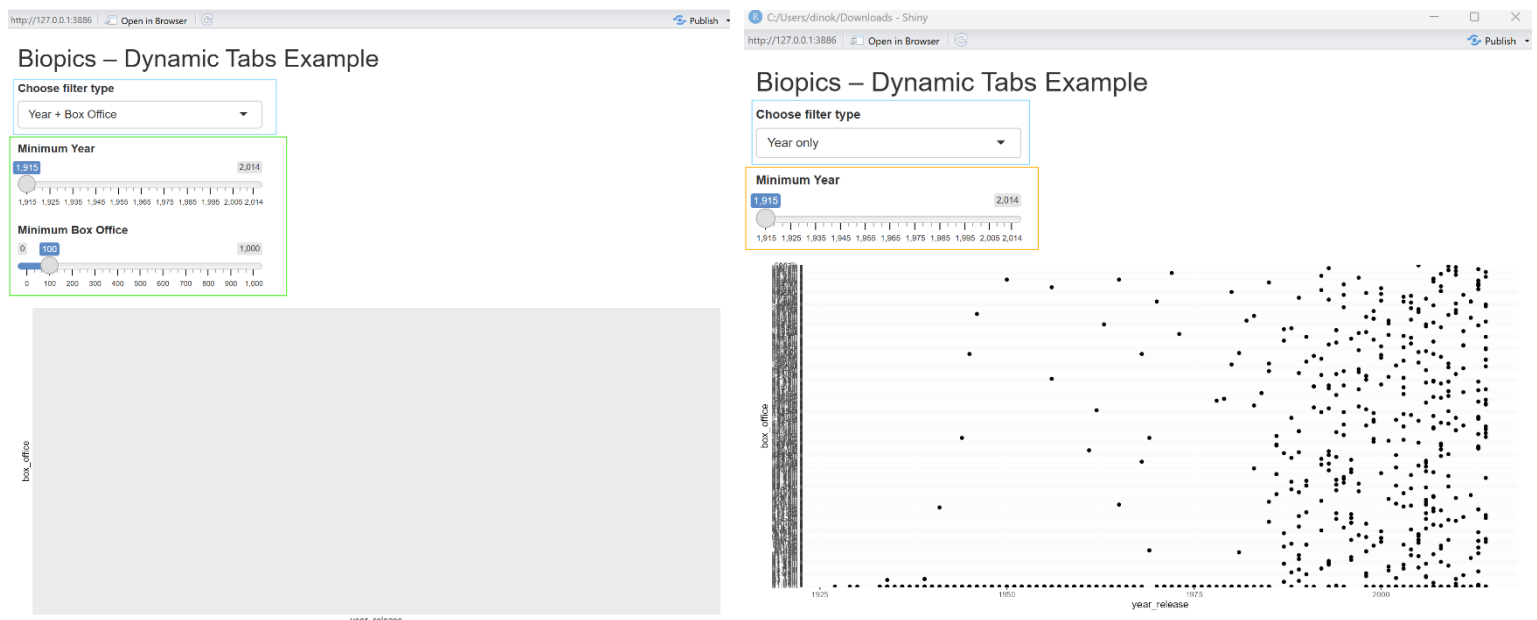 http://127.0.0.1:3886 Open in Browser Publish
Biopics – Dynamic Tabs Example
Choose filter type
Year + Box Office
Minimum Year
1,915 2,014
1,915 1,925 1,935 1,945 1,955 1,965 1,975 1,985 1,995 2,005 2,014
Minimum Box Office
0 100 1,000
0 100 200 300 400 500 600 700 800 900 1,000
box_office
year_release
R C:/Users/dinok/Downloads - Shiny
http://127.0.0.1:3886 Open in Browser Publish
Biopics – Dynamic Tabs Example
Choose filter type
Year only
Minimum Year
1,915 2,014
1,915 1,925 1,935 1,945 1,955 1,965 1,975 1,985 1,995 2,005 2,014
box_office
1925 1950 1975 2000
year_release